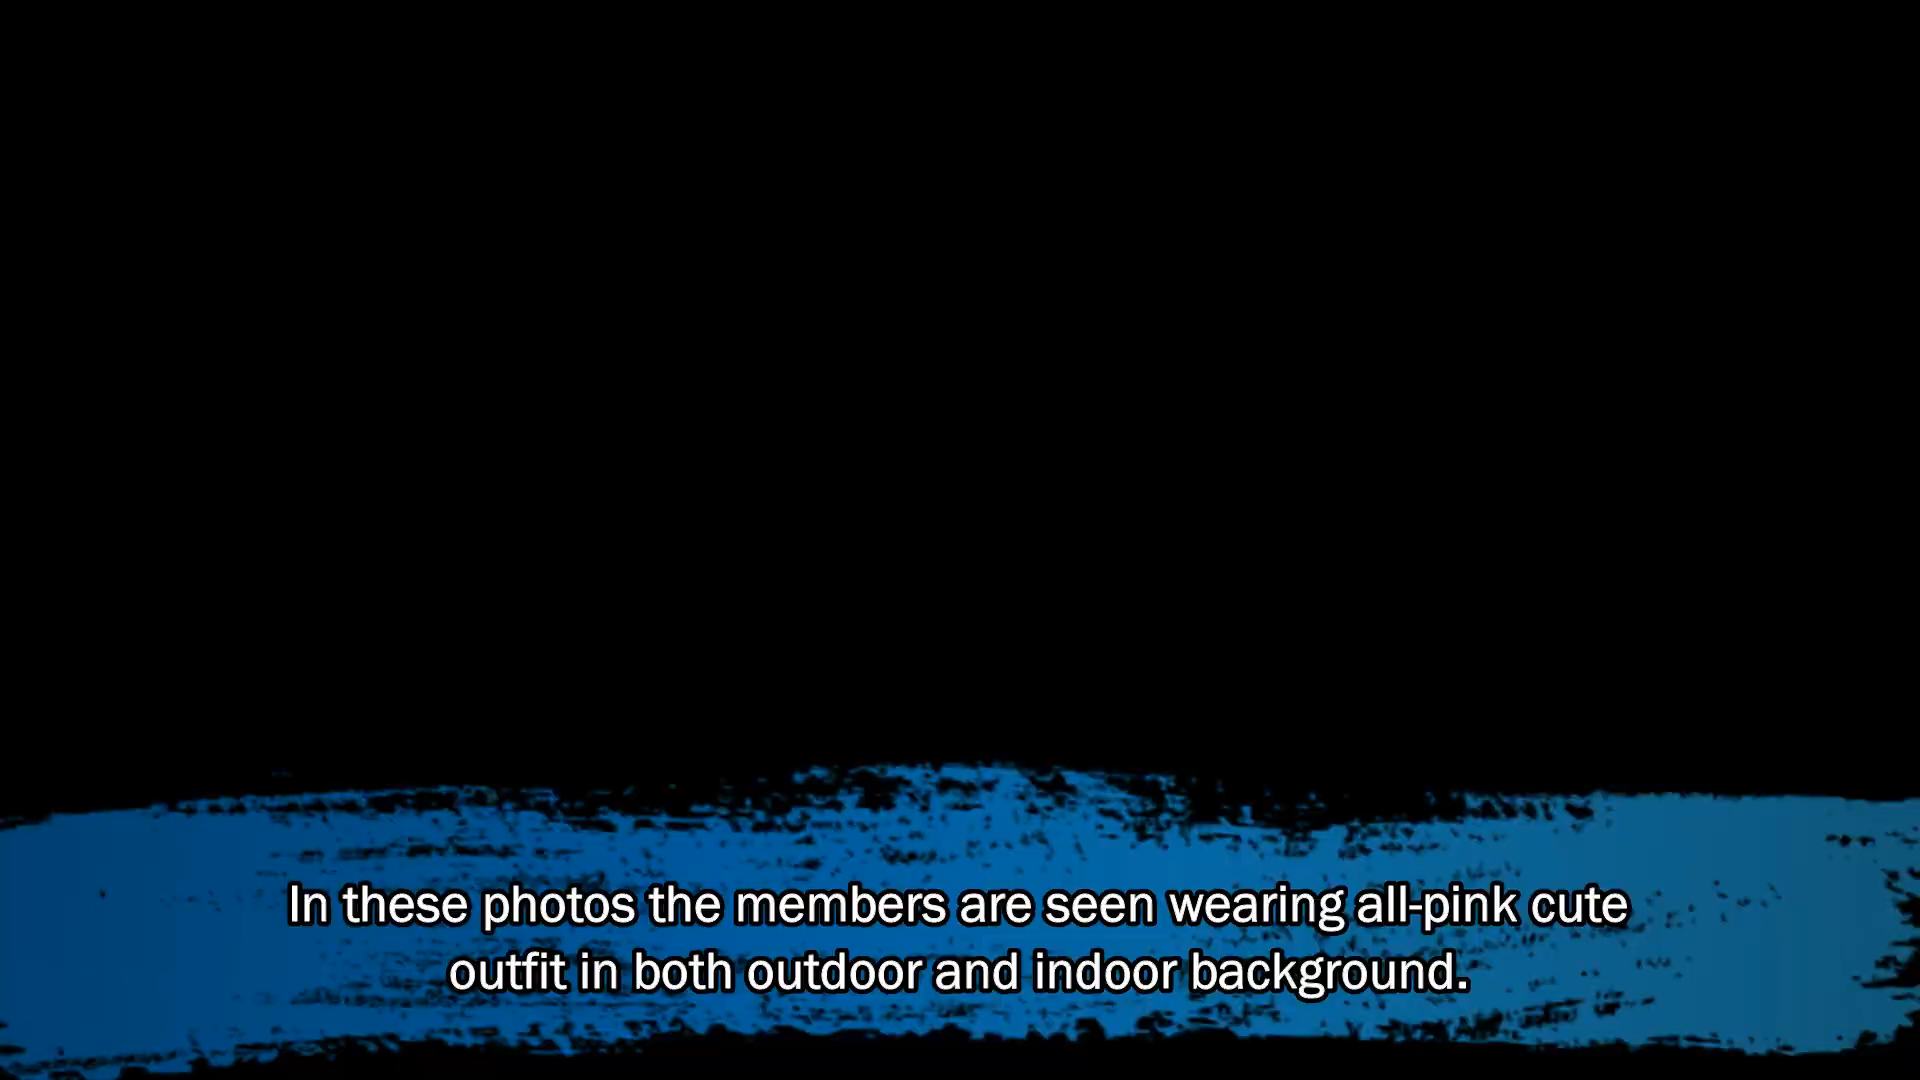 In these photos the members are seen wearing all-pink cute
outfit in both outdoor and indoor background.